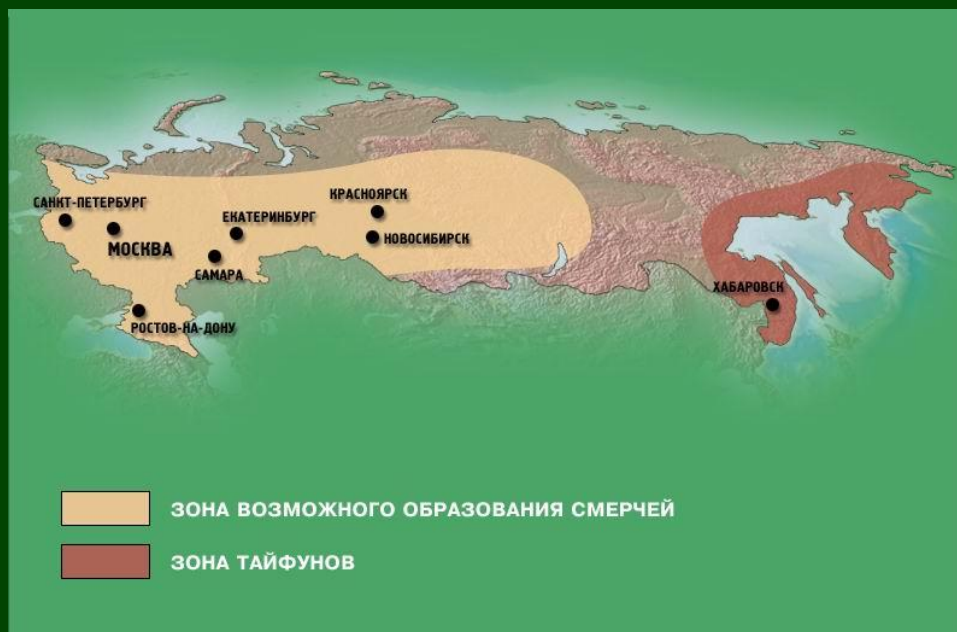 САНКТ-ПЕТЕРБУРГ
МОСКВА
ЕКАТЕРИНБУРГ
САМАРА
РОСТОВ-НА-ДОНУ
КРАСНОЯРСК
НОВОСИБИРСК
ХАБАРОВСК
ЗОНА ВОЗМОЖНОГО ОБРАЗОВАНИЯ СМЕРЧЕЙ
ЗОНА ТАЙФУНОВ